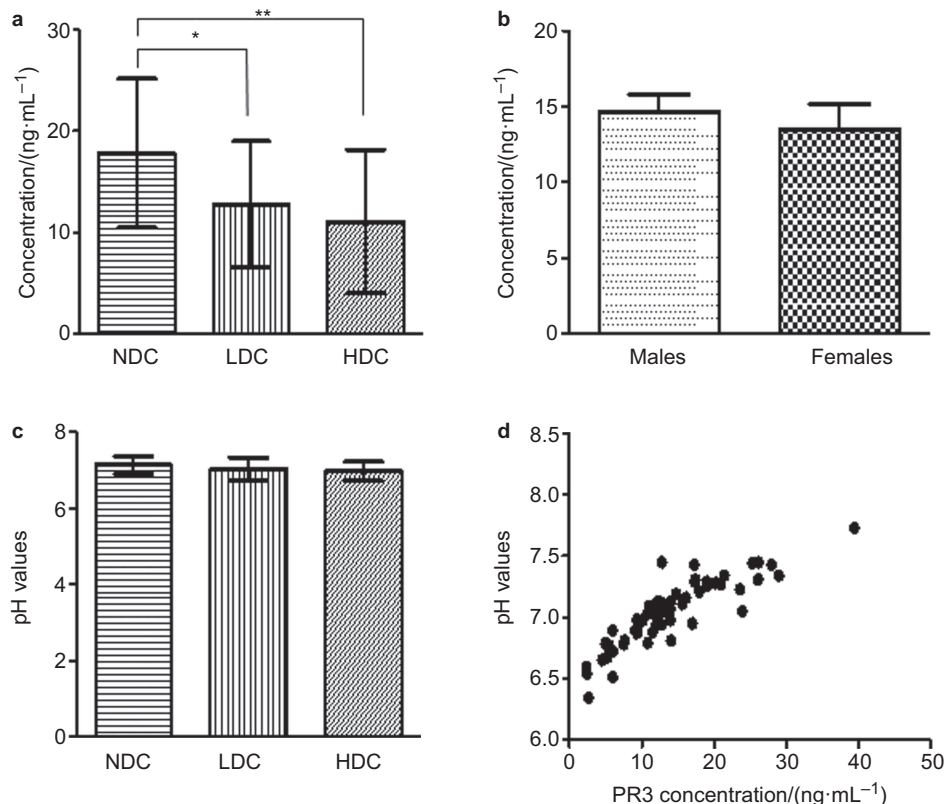 a
Concentration/(ng·mL⁻¹)
30
20
10
0
*
**
NDC LDC HDC
b
Concentration/(ng·mL⁻¹)
20
15
10
5
0
Males Females
c
pH values
8
6
4
2
0
NDC LDC HDC
d
pH values
8.5
8.0
7.5
7.0
6.5
6.0
0 10 20 30 40 50
PR3 concentration/(ng·mL⁻¹)